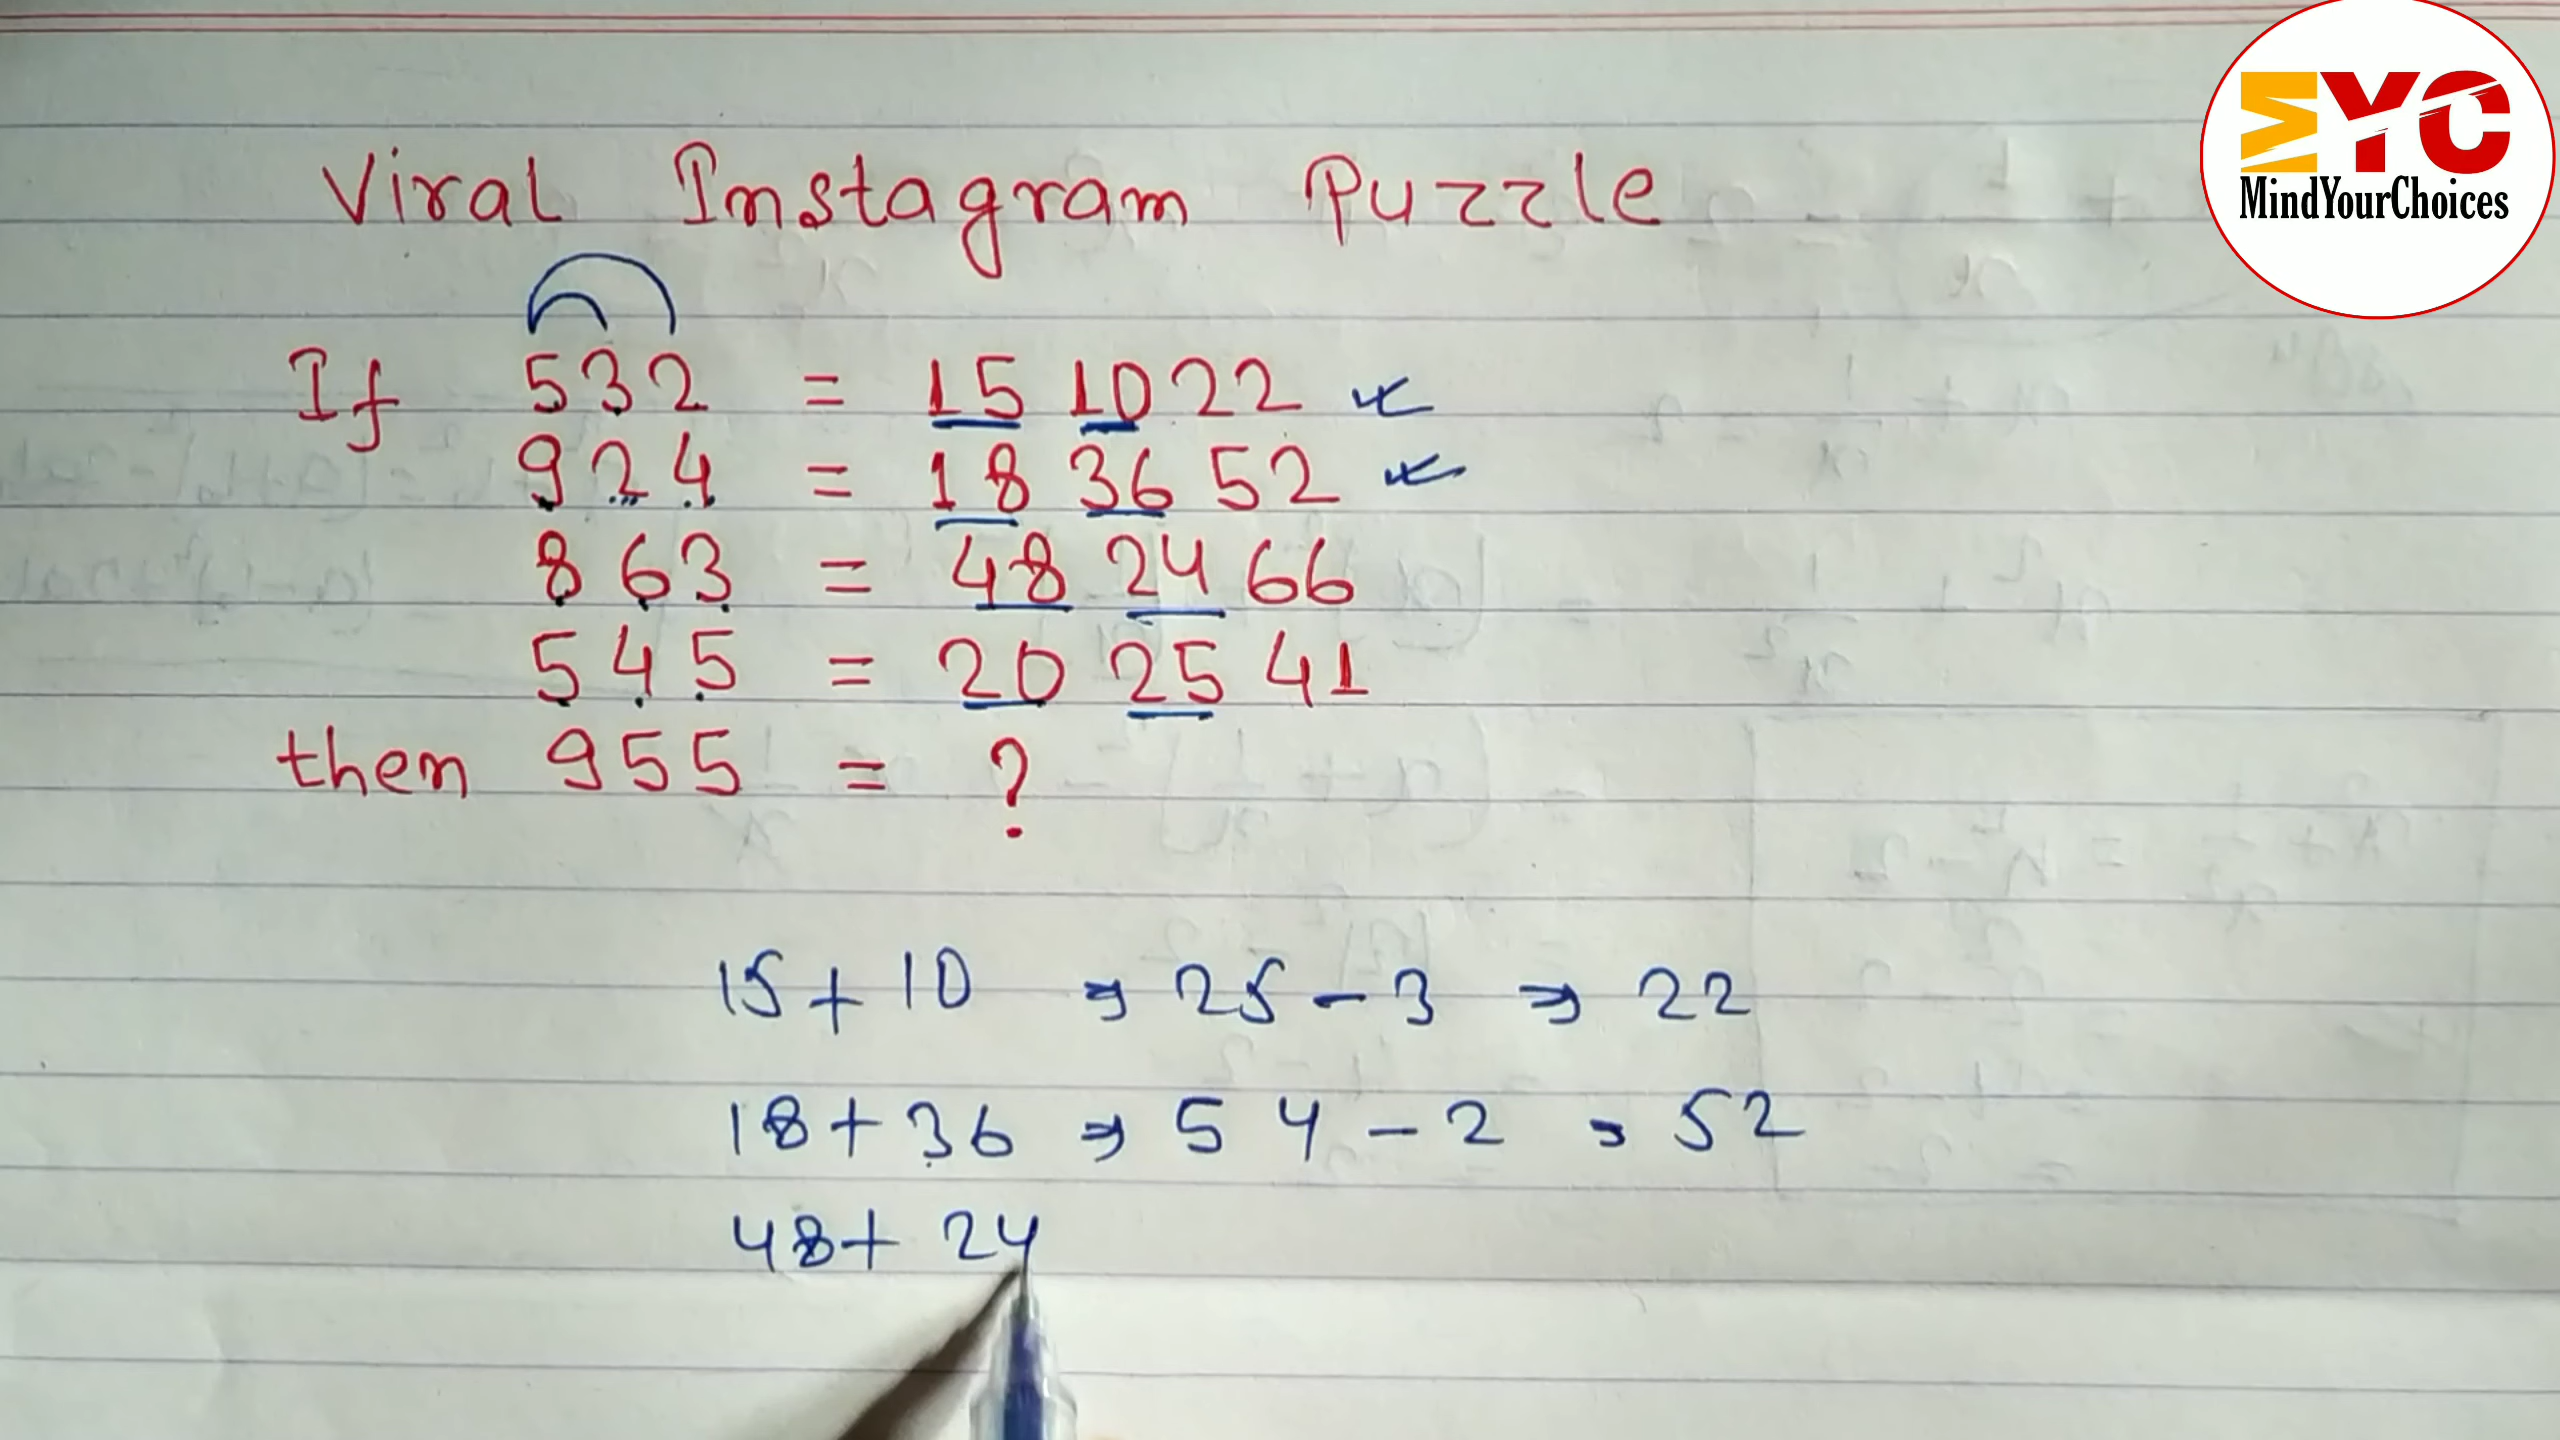 MYC
MindYourChoices
Viral Instagram Puzzle
If 532 = 15 10 22
924 = 18 36 52
863 = 48 24 66
545 = 20 25 41
then 955 = ?
15 + 10 ⇒ 25 - 3 ⇒ 22
18 + 36 ⇒ 54 - 2 = 52
48 + 24